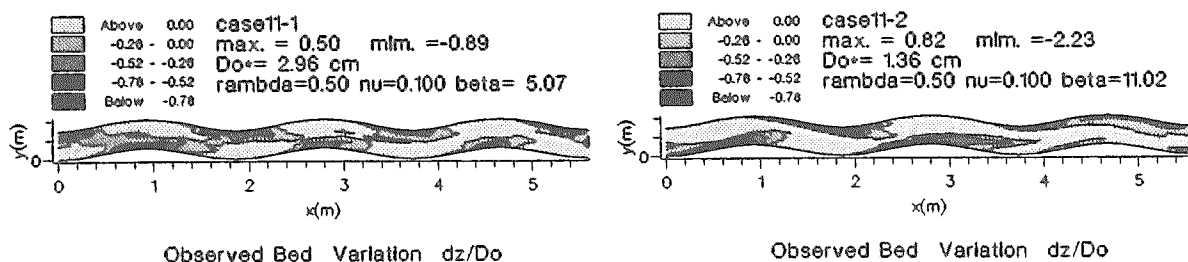 Above 0.00 case11-1
-0.26 - 0.00 max. = 0.50 mim. =-0.89
-0.52 - -0.26 Do*= 2.96 cm
-0.78 - -0.52 rambda=0.50 nu=0.100 beta= 5.07
Below -0.78
y(m)
0
0 1 2 3 4 5
x(m)
Observed Bed Variation dz/Do
Above 0.00 case11-2
-0.26 - 0.00 max. = 0.82 mim. =-2.23
-0.52 - -0.26 Do*= 1.36 cm
-0.78 - -0.52 rambda=0.50 nu=0.100 beta=11.02
Below -0.78
y(m)
0
0 1 2 3 4 5
x(m)
Observed Bed Variation dz/Do